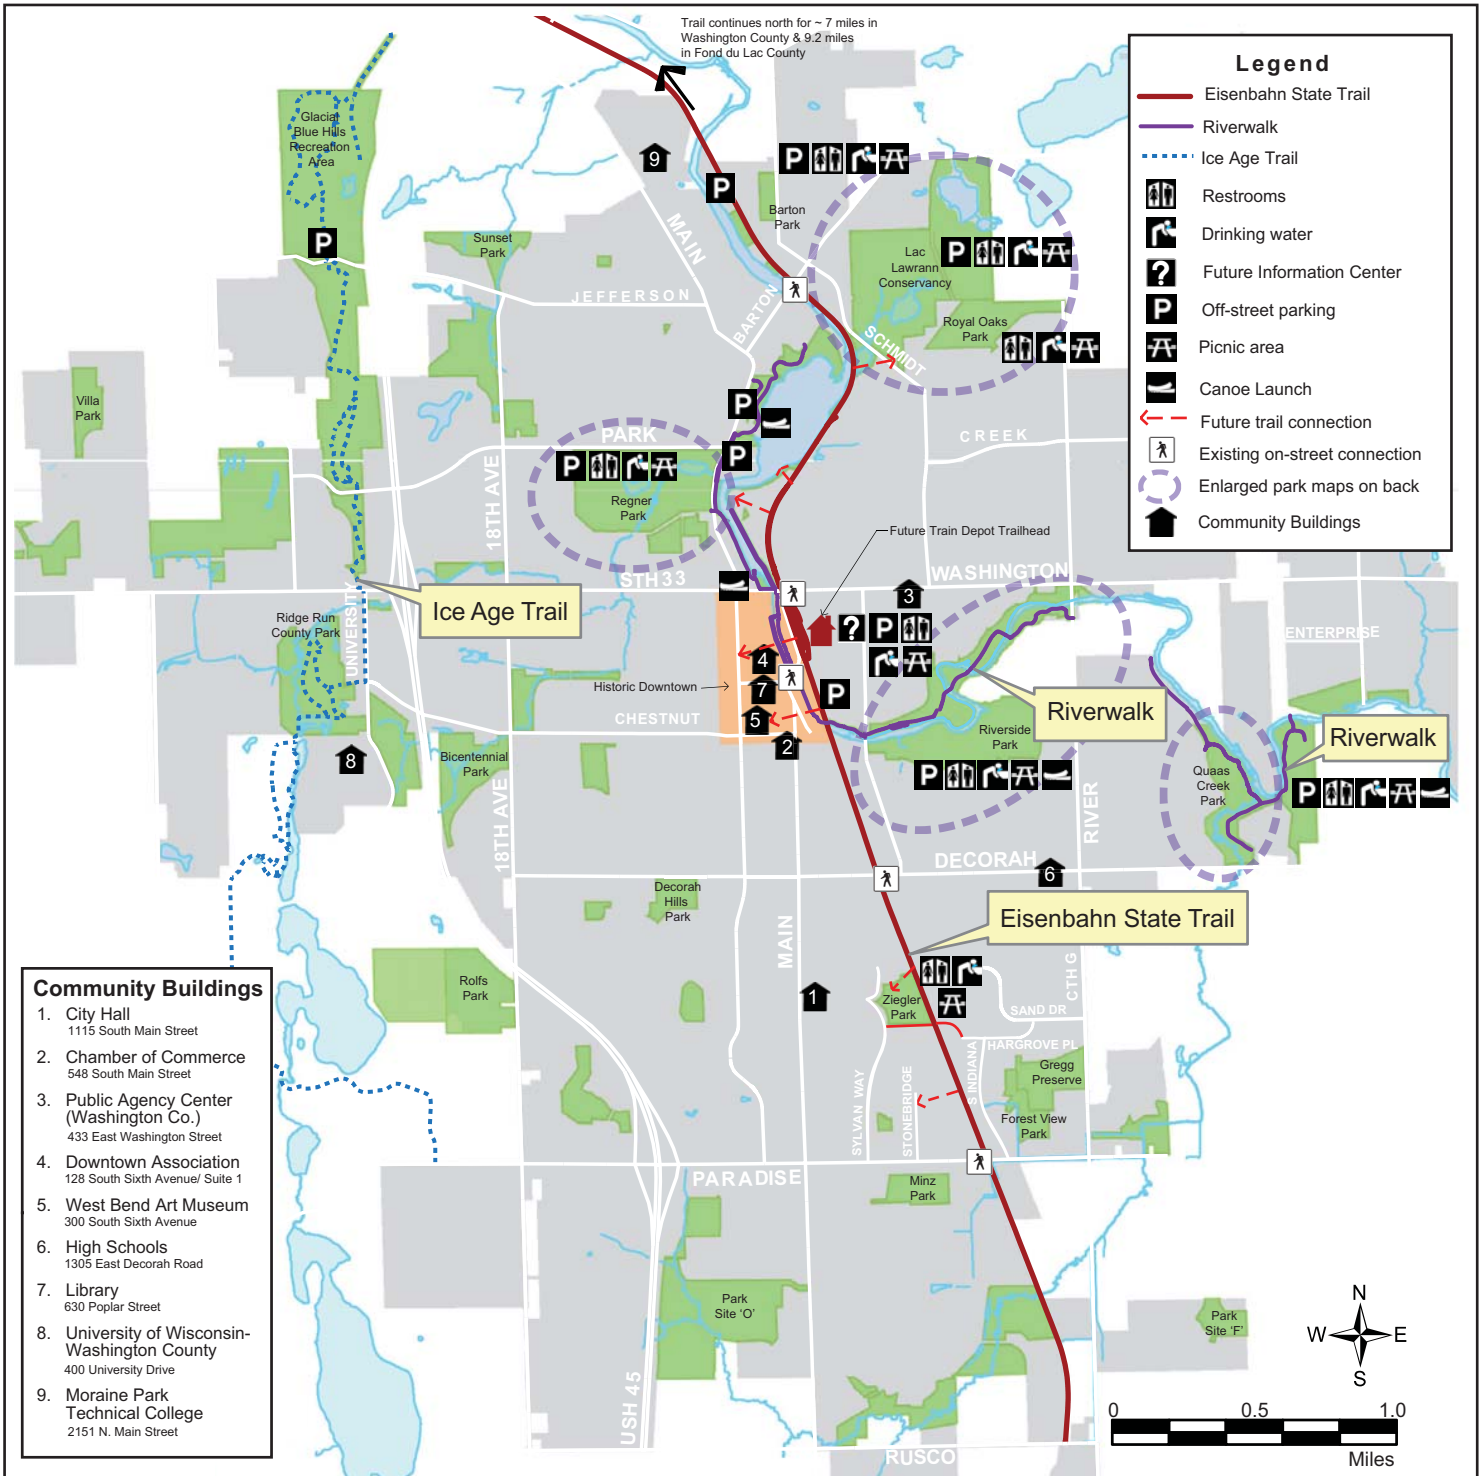 Trail continues north for ~ 7 miles in
Washington County & 9.2 miles
in Fond du Lac County
Legend
Eisenbahn State Trail
Riverwalk
Ice Age Trail
Restrooms
Drinking water
?
Future Information Center
P
Off-street parking
Picnic area
Canoe Launch
Future trail connection
Existing on-street connection
Enlarged park maps on back
Community Buildings
Glacial
Blue Hills
Recreation
Area
P
9
P
P
MAIN
Barton
Park
Sunset
Park
Lac
Lawrann
Conservancy
P
JEFFERSON
BARTON
Royal Oaks
Park
SCHMIDT
Villa
Park
P
PARK
CREEK
P
P
Regner
Park
18TH AVE
Future Train Depot Trailhead
STH 33
WASHINGTON
3
UNIVERSITY
Ice Age Trail
Ridge Run
County Park
?
P
ENTERPRISE
4
Historic Downtown
7
P
CHESTNUT
5
2
Riverwalk
Riverside
Park
Riverwalk
8
Bicentennial
Park
P
Quaas
Creek
Park
P
18TH AVE
RIVER
DECORAH
6
Decorah
Hills
Park
MAIN
Eisenbahn State Trail
CTH G
Rolfs
Park
1
Ziegler
Park
SAND DR
HARGROVE PL
S INDIANA
Gregg
Preserve
SYLVAN WAY
STONEBRIDGE
Forest View
Park
PARADISE
Minz
Park
Park
Site 'O'
Park
Site 'F'
USH 45
RUSCO
Community Buildings
1. City Hall
1115 South Main Street
2. Chamber of Commerce
548 South Main Street
3. Public Agency Center
(Washington Co.)
433 East Washington Street
4. Downtown Association
128 South Sixth Avenue/ Suite 1
5. West Bend Art Museum
300 South Sixth Avenue
6. High Schools
1305 East Decorah Road
7. Library
630 Poplar Street
8. University of Wisconsin-
Washington County
400 University Drive
9. Moraine Park
Technical College
2151 N. Main Street
N
W E
S
0 0.5 1.0
Miles